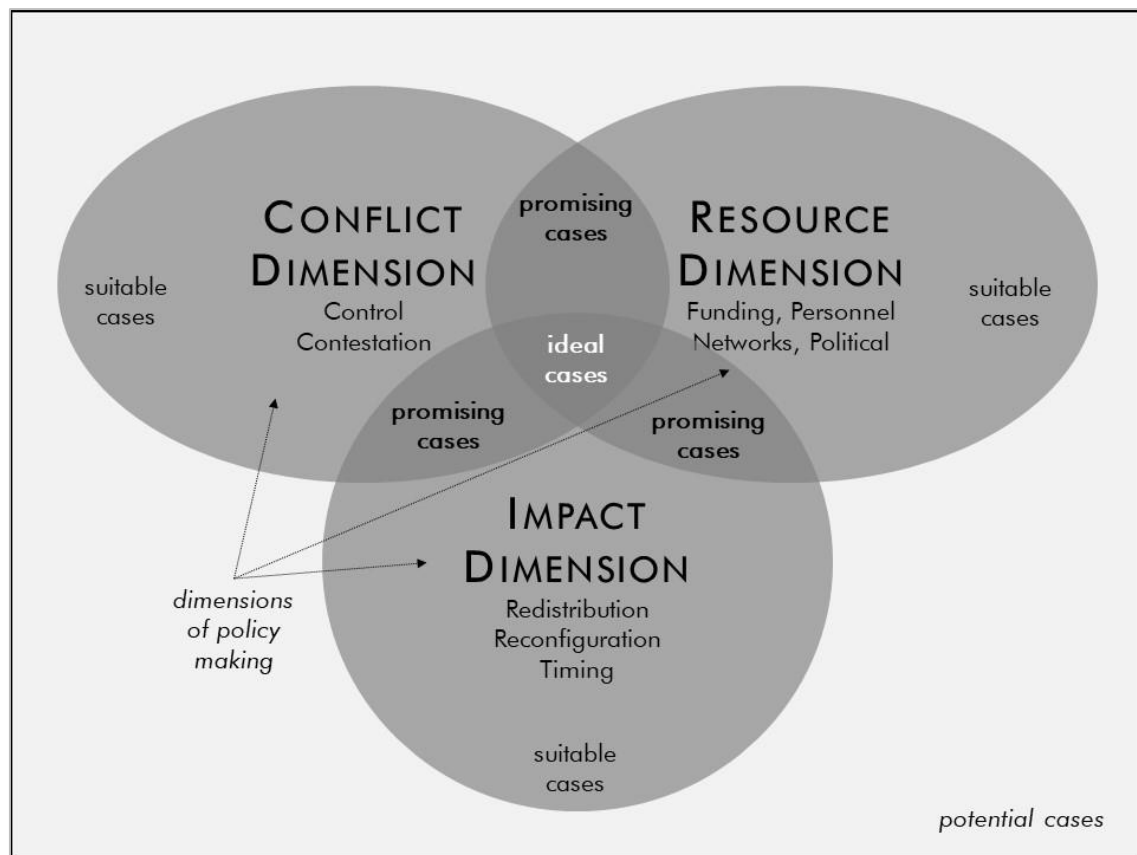 CONFLICT
DIMENSION
Control
Contestation
suitable
cases
promising
cases
RESOURCE
DIMENSION
Funding, Personnel
Networks, Political
suitable
cases
ideal
cases
promising
cases
promising
cases
IMPACT
DIMENSION
Redistribution
Reconfiguration
Timing
dimensions
of policy
making
suitable
cases
potential cases